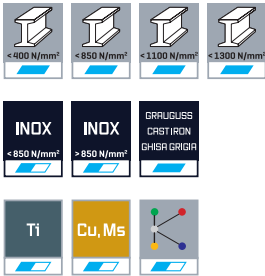 < 400 N/mm²
< 850 N/mm²
< 1100 N/mm²
< 1300 N/mm²
INOX
< 850 N/mm²
INOX
> 850 N/mm²
GRAUGUSS
CAST IRON
GHISA GRIGIA
Ti
Cu, Ms